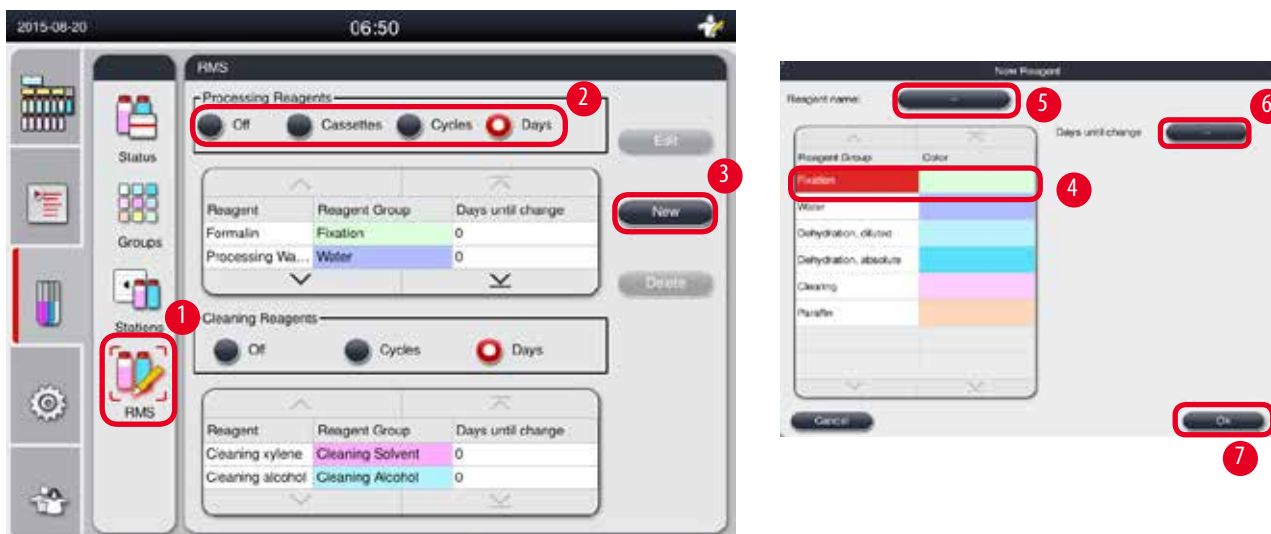 2015-08-20 06:50
RMS
Processing Reagents 2
Off Cassettes Cycles Days
Edit
Status
3
Reagent Reagent Group Days until change
New
Formalin Fixation 0
Groups
Processing Wa... Water 0
Delete
1
Stations
Cleaning Reagents
Off Cycles Days
RMS
Reagent Reagent Group Days until change
Cleaning xylene Cleaning Solvent 0
Cleaning alcohol Cleaning Alcohol 0
New Reagent
Reagent name: -- 5 6
Days until change --
Reagent Group Color
Fixation 4
Water
Dehydration, diluted
Dehydration, absolute
Clearing
Paraffin
Cancel Ok
7